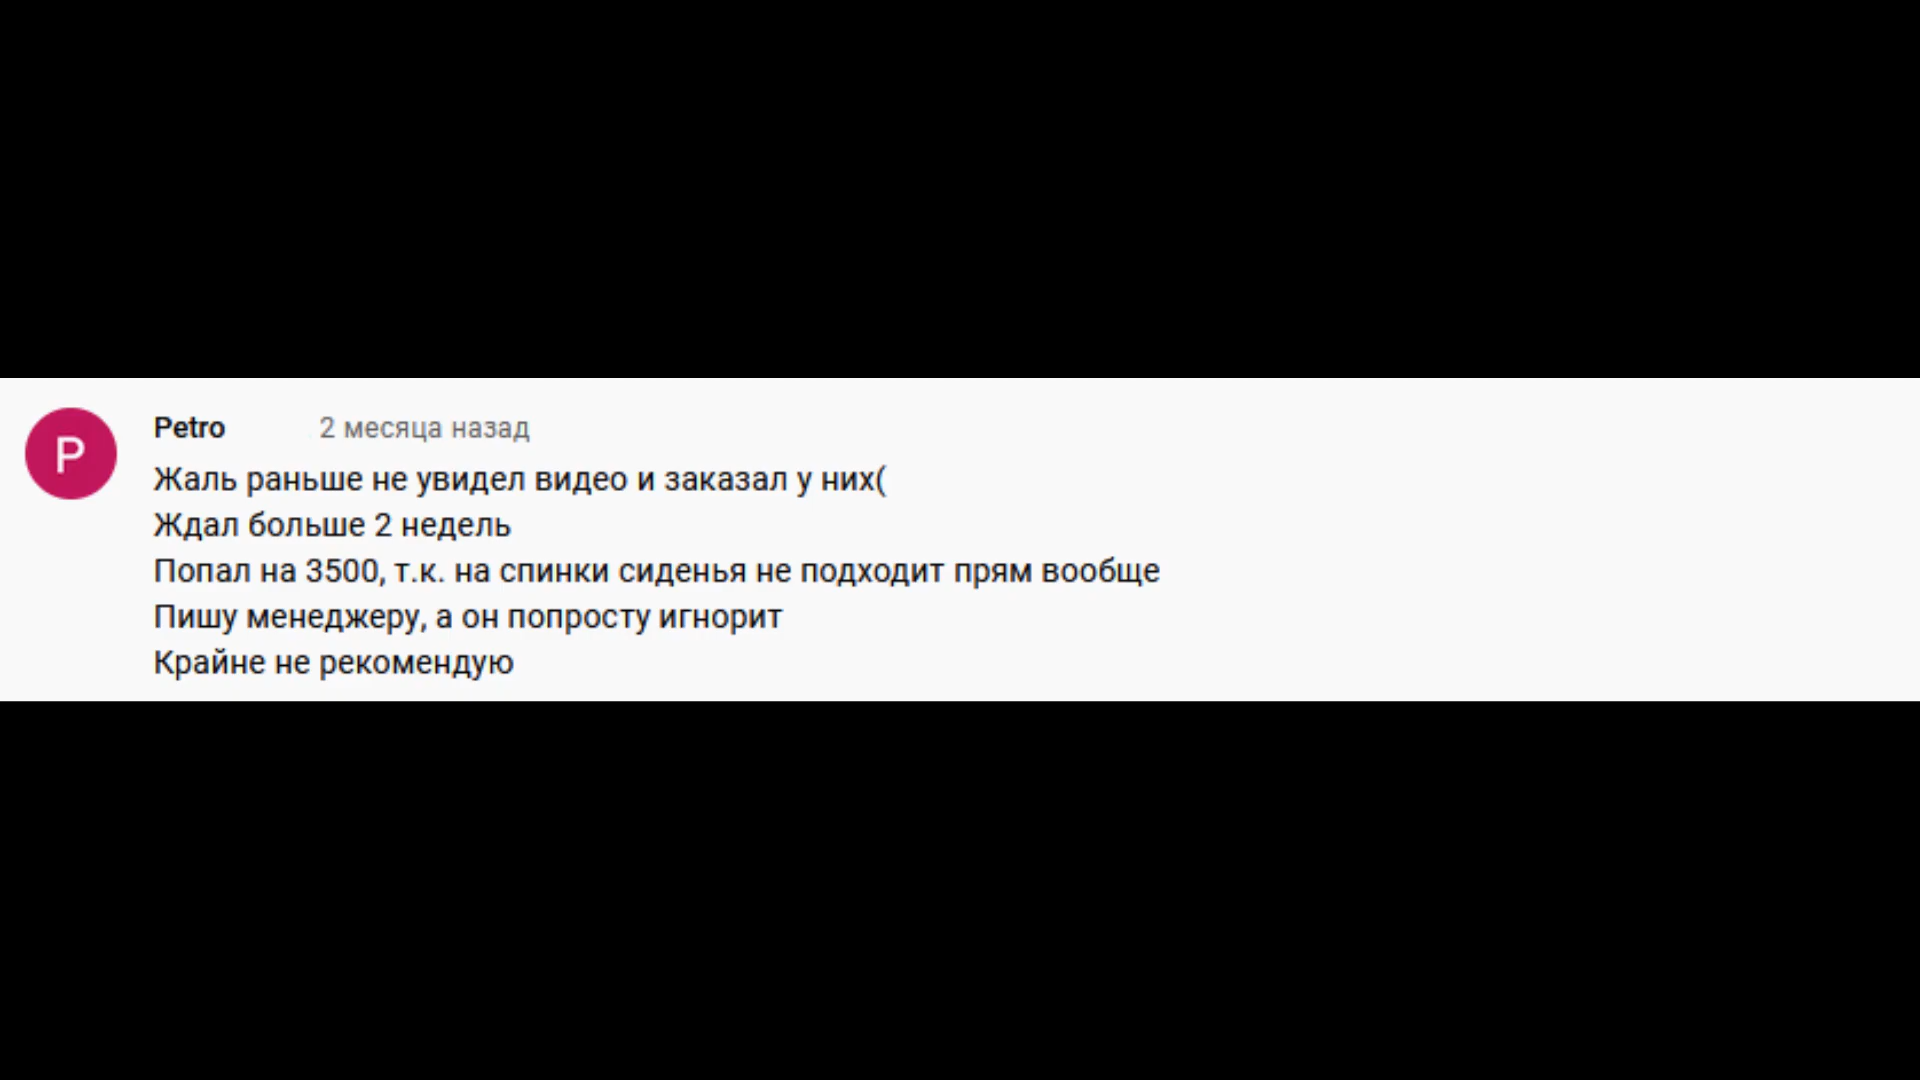 P
Petro 2 месяца назад
Жаль раньше не увидел видео и заказал у них(
Ждал больше 2 недель
Попал на 3500, т.к. на спинки сиденья не подходит прям вообще
Пишу менеджеру, а он попросту игнорит
Крайне не рекомендую